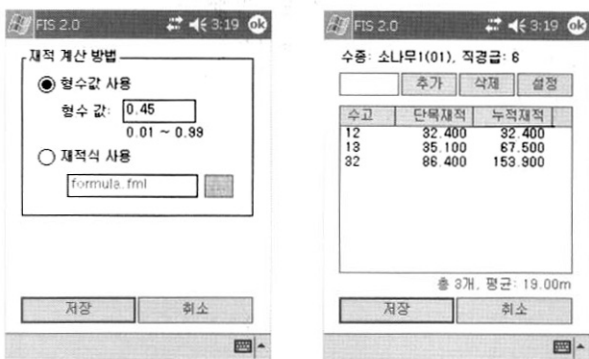 FIS 2.0 3:19 ok
재적 계산 방법
형수값 사용
형수 값: 0.45
0.01 ~ 0.99
재적식 사용
formula.fml
저장 취소
FIS 2.0 3:19 ok
수종: 소나무1(01), 직경급: 6
추가 삭제 설정
수고 단목재적 누적재적
12 32.400 32.400
13 35.100 67.500
32 86.400 153.900
총 3개, 평균: 19.00m
저장 취소